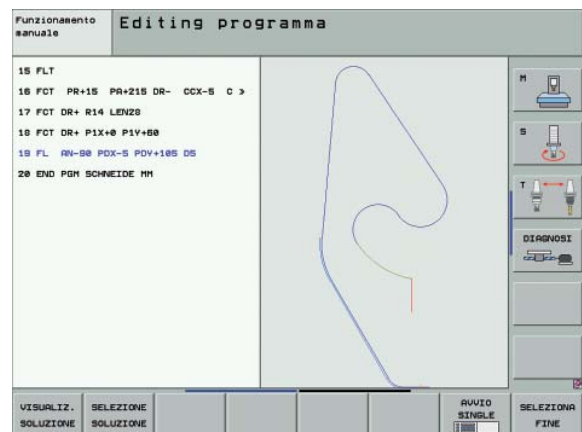 Funzionamento
manuale
Editing programma
15 FLT
16 FCT PR+15 PA+215 DR- CCX-5 C >
17 FCT DR+ R14 LEN28
18 FCT DR+ P1X+0 P1Y+60
19 FL AN-90 PDX-5 PDY+105 D5
20 END PGM SCHNEIDE MM
M
S
T
DIAGNOSI
VISUALIZ.
SOLUZIONE
SELEZIONE
SOLUZIONE
AVVIO
SINGLE
SELEZIONA
FINE